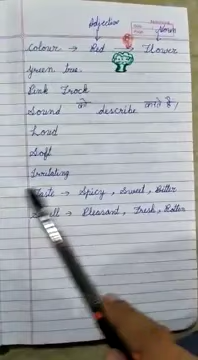 Adjective Noun
Colour → Red Flower
Green tree.
Pink Frock
Sound को describe करते हैं /
Loud
Soft
Irritating
Taste → Spicy, Sweet, Bitter
Smell → Pleasant, Fresh, Rotten